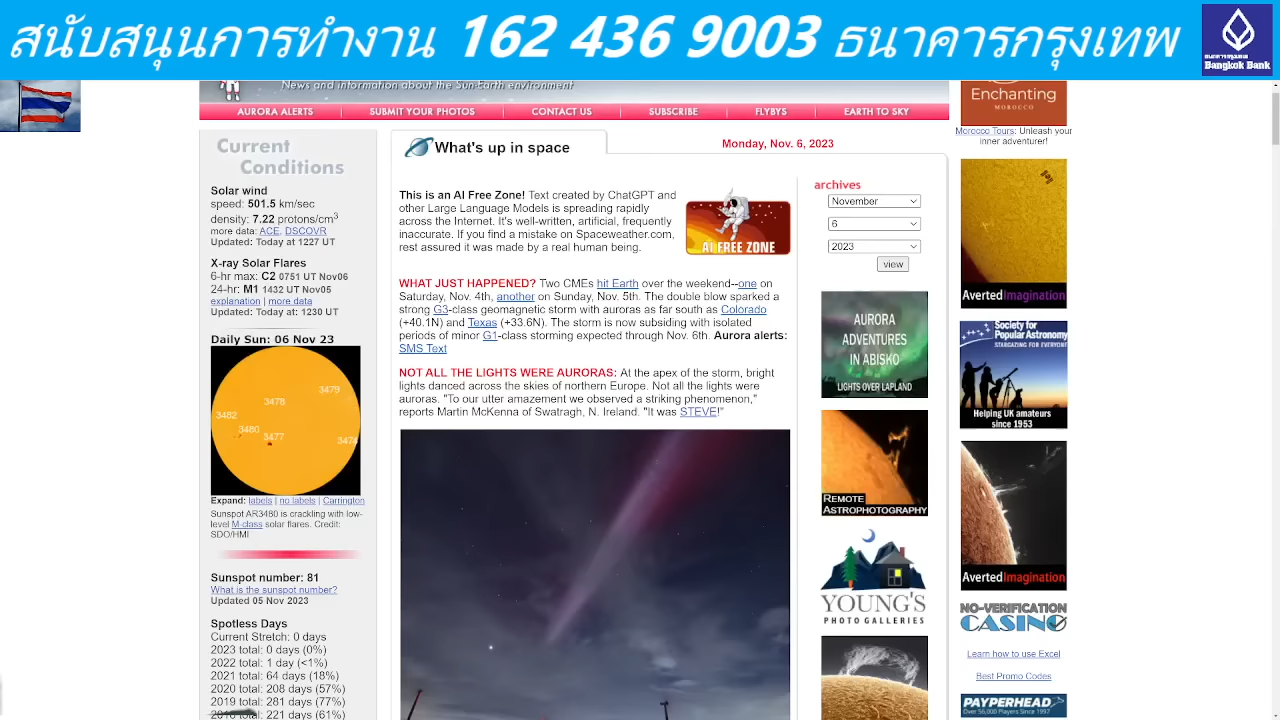 สนับสนุนการทำงาน 162 436 9003 ธนาคารกรุงเทพ
ธนาคารกรุงเทพ
Bangkok Bank
News and information about the Sun-Earth environment
AURORA ALERTS
SUBMIT YOUR PHOTOS
CONTACT US
SUBSCRIBE
FLYBYS
EARTH TO SKY
Current
Conditions
Solar wind
speed: 501.5 km/sec
density: 7.22 protons/cm3
more data: ACE, DSCOVR
Updated: Today at 1227 UT
X-ray Solar Flares
6-hr max: C2 0751 UT Nov06
24-hr: M1 1432 UT Nov05
explanation | more data
Updated: Today at: 1230 UT
Daily Sun: 06 Nov 23
3479
3478
3482
3480
3477
3474
Expand: labels | no labels | Carrington
Sunspot AR3480 is crackling with low-
level M-class solar flares. Credit:
SDO/HMI
Sunspot number: 81
What is the sunspot number?
Updated 05 Nov 2023
Spotless Days
Current Stretch: 0 days
2023 total: 0 days (0%)
2022 total: 1 day (<1%)
2021 total: 64 days (18%)
2020 total: 208 days (57%)
2019 total: 281 days (77%)
2018 total: 221 days (61%)
What's up in space
Monday, Nov. 6, 2023
This is an AI Free Zone! Text created by ChatGPT and
other Large Language Models is spreading rapidly
across the Internet. It's well-written, artificial, frequently
inaccurate. If you find a mistake on Spaceweather.com,
rest assured it was made by a real human being.
AI FREE ZONE
WHAT JUST HAPPENED? Two CMEs hit Earth over the weekend--one on
Saturday, Nov. 4th, another on Sunday, Nov. 5th. The double blow sparked a
strong G3-class geomagnetic storm with auroras as far south as Colorado
(+40.1N) and Texas (+33.6N). The storm is now subsiding with isolated
periods of minor G1-class storming expected through Nov. 6th. Aurora alerts:
SMS Text
NOT ALL THE LIGHTS WERE AURORAS: At the apex of the storm, bright
lights danced across the skies of northern Europe. Not all the lights were
auroras. "To our utter amazement we observed a striking phenomenon,"
reports Martin McKenna of Swatragh, N. Ireland. "It was STEVE!"
archives
November
6
2023
view
AURORA
ADVENTURES
IN ABISKO
LIGHTS OVER LAPLAND
REMOTE
ASTROPHOTOGRAPHY
YOUNG'S
PHOTO GALLERIES
Enchanting
MOROCCO
Morocco Tours: Unleash your
inner adventurer!
AvertedImagination
Society for
Popular Astronomy
STARGAZING FOR EVERYONE
Helping UK amateurs
since 1953
AvertedImagination
NO-VERIFICATION
CASINO
Learn how to use Excel
Best Promo Codes
PAYPERHEAD
Over 56,000 Players Since 1997